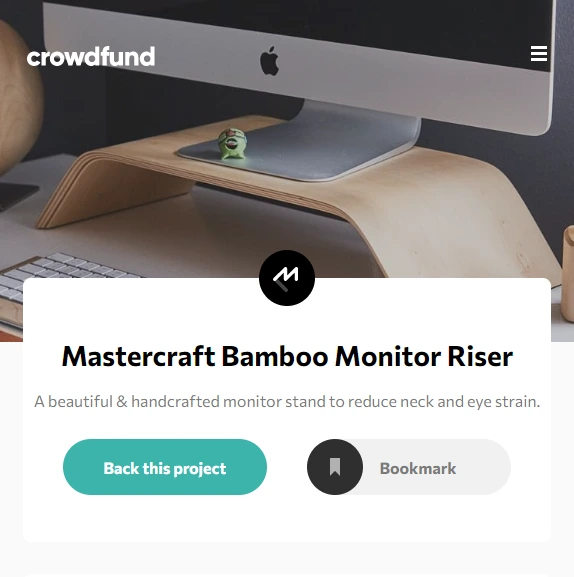 crowdfund
Mastercraft Bamboo Monitor Riser
A beautiful & handcrafted monitor stand to reduce neck and eye strain.
Back this project
Bookmark